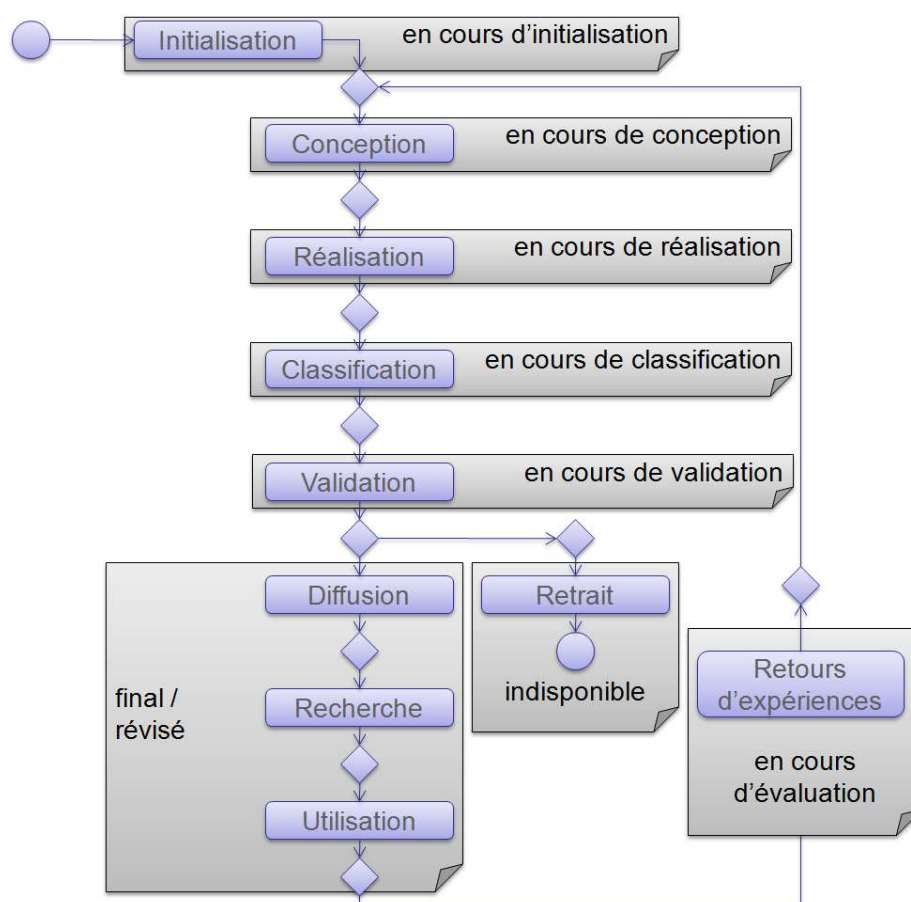 Initialisation
en cours d’initialisation
Conception
en cours de conception
Réalisation
en cours de réalisation
Classification
en cours de classification
Validation
en cours de validation
Diffusion
Retrait
Recherche
indisponible
final /
révisé
Utilisation
Retours
d’expériences
en cours
d’évaluation